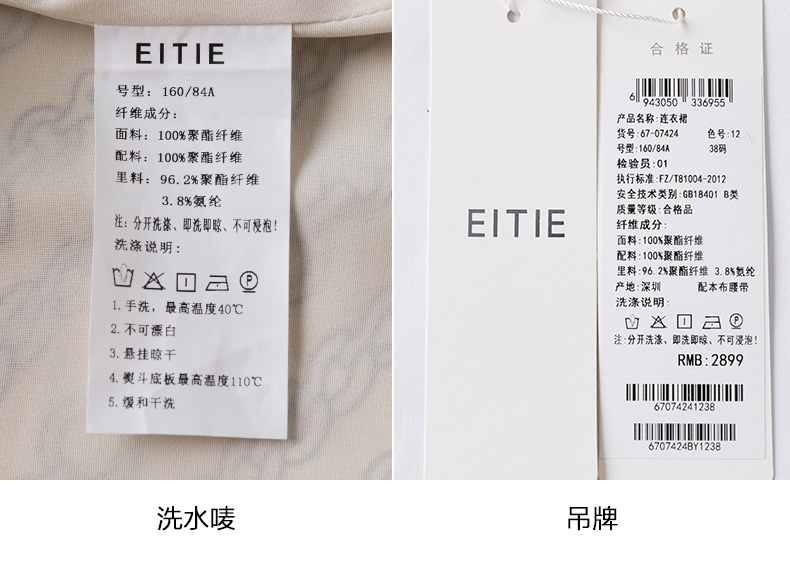 EITIE
号型: 160/84A
纤维成分:
面料: 100%聚酯纤维
配料: 100%聚酯纤维
里料: 96.2%聚酯纤维
3.8%氨纶
注: 分开洗涤、即洗即晾、不可浸泡!
洗涤说明:
1.手洗, 最高温度40℃
2.不可漂白
3.悬挂晾干
4.熨斗底板最高温度110℃
5.缓和干洗
洗水唛
EITIE
合格证
6 943050 336955
产品名称:连衣裙
货号:67-07424 色号:12
号型:160/84A 38码
检验员:01
执行标准:FZ/T81004-2012
安全技术类别:GB18401 B类
质量等级:合格品
纤维成分:
面料:100%聚酯纤维
配料:100%聚酯纤维
里料:96.2%聚酯纤维 3.8%氨纶
产地:深圳 配本布腰带
洗涤说明:
注:分开洗涤、即洗即晾、不可浸泡!
RMB:2899
67074241238
6707424BY1238
吊牌